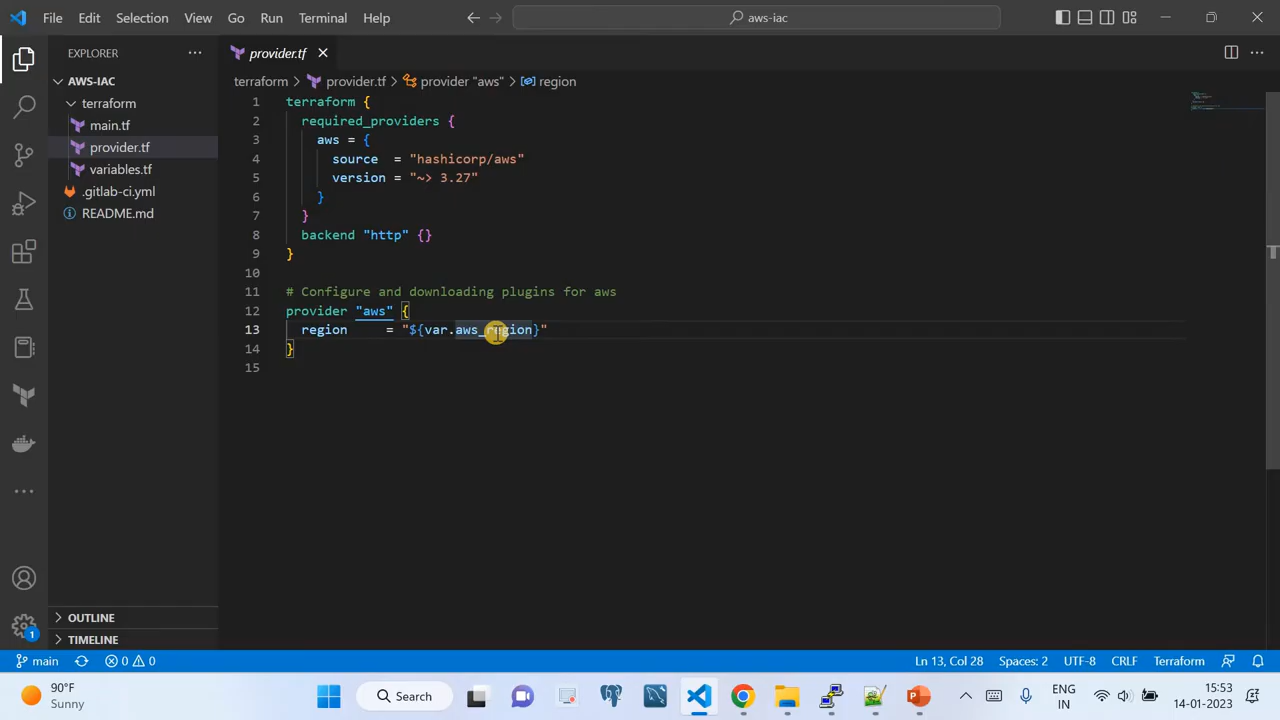 File Edit Selection View Go Run Terminal Help
aws-iac
EXPLORER
provider.tf
AWS-IAC
terraform
main.tf
provider.tf
variables.tf
.gitlab-ci.yml
README.md
OUTLINE
TIMELINE
terraform > provider.tf > provider "aws" > region
1 terraform {
2 required_providers {
3 aws = {
4 source = "hashicorp/aws"
5 version = "~> 3.27"
6 }
7 }
8 backend "http" {}
9 }
10
11 # Configure and downloading plugins for aws
12 provider "aws" {
13 region = "${var.aws_region}"
14 }
15
1
main 0 0 Ln 13, Col 28 Spaces: 2 UTF-8 CRLF Terraform
90°F
Sunny
Search
ENG
IN
15:53
14-01-2023